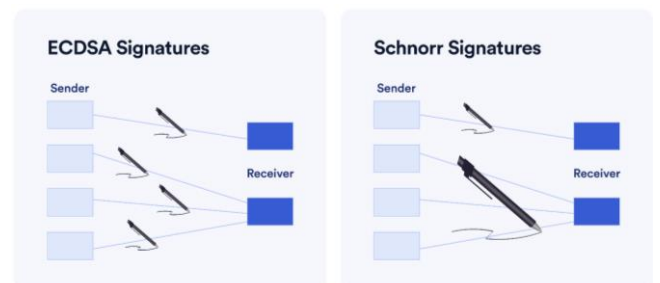 ECDSA Signatures
Sender
Receiver
Schnorr Signatures
Sender
Receiver